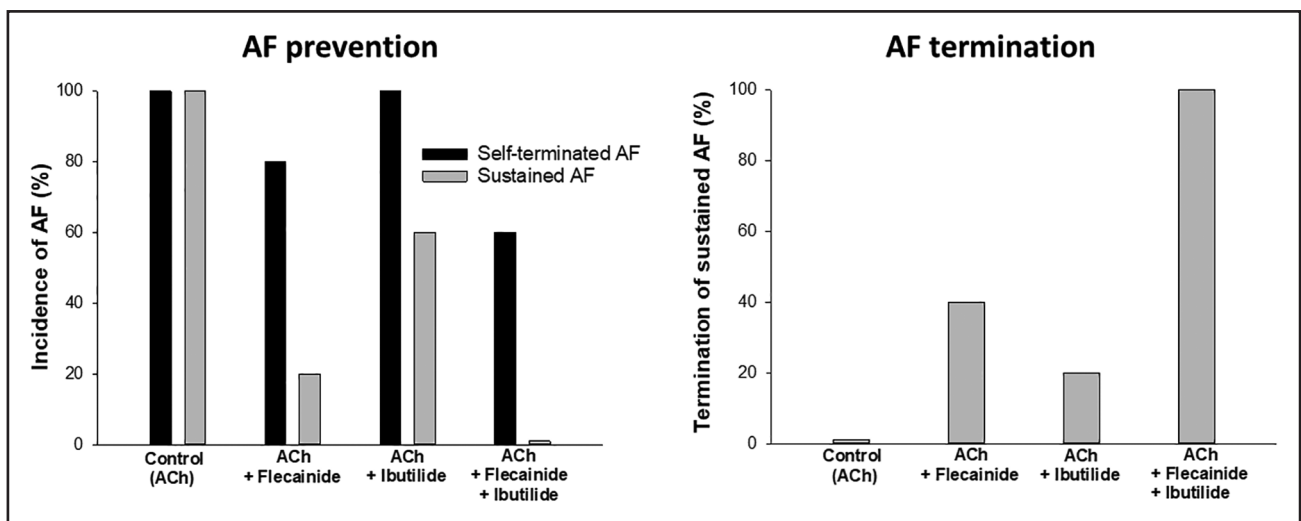 AF prevention
Incidence of AF (%)
100
80
60
40
20
0
Self-terminated AF
Sustained AF
Control
(ACh)
ACh
+ Flecainide
ACh
+ Ibutilide
ACh
+ Flecainide
+ Ibutilide
AF termination
Termination of sustained AF (%)
100
80
60
40
20
0
Control
(ACh)
ACh
+ Flecainide
ACh
+ Ibutilide
ACh
+ Flecainide
+ Ibutilide